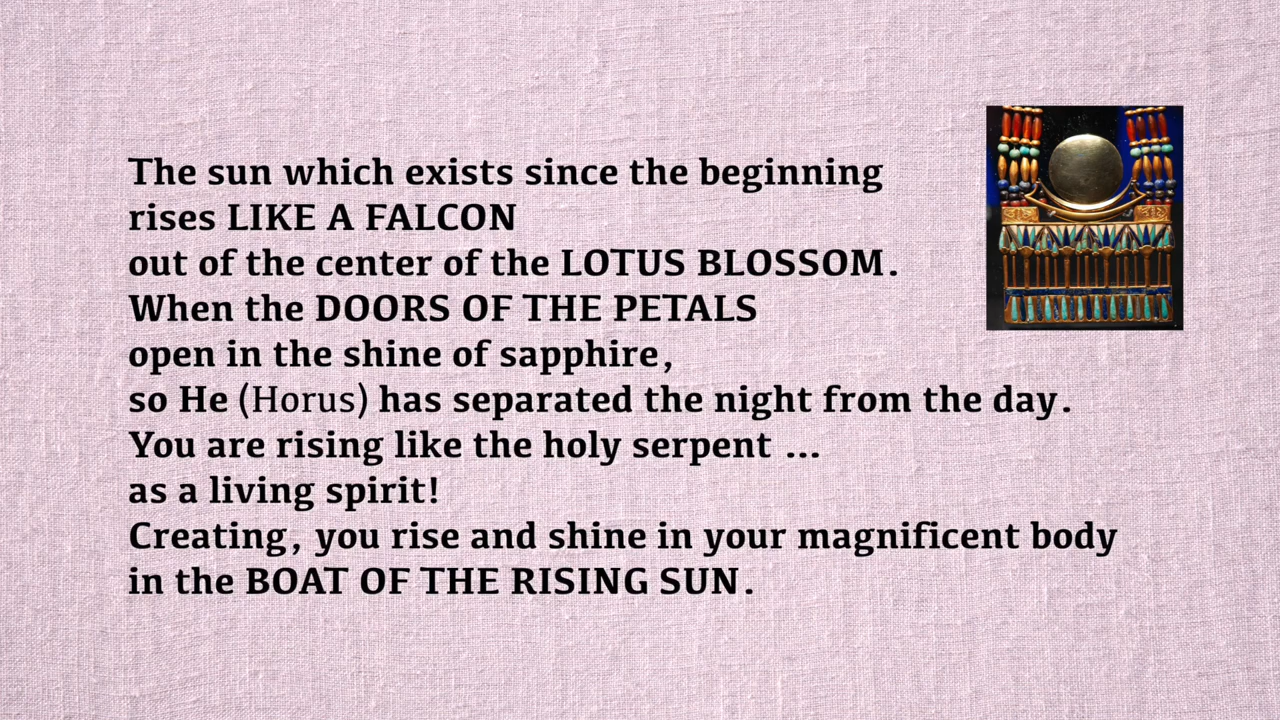 The sun which exists since the beginning
rises LIKE A FALCON
out of the center of the LOTUS BLOSSOM.
When the DOORS OF THE PETALS
open in the shine of sapphire,
so He (Horus) has separated the night from the day.
You are rising like the holy serpent ...
as a living spirit!
Creating, you rise and shine in your magnificent body
in the BOAT OF THE RISING SUN.